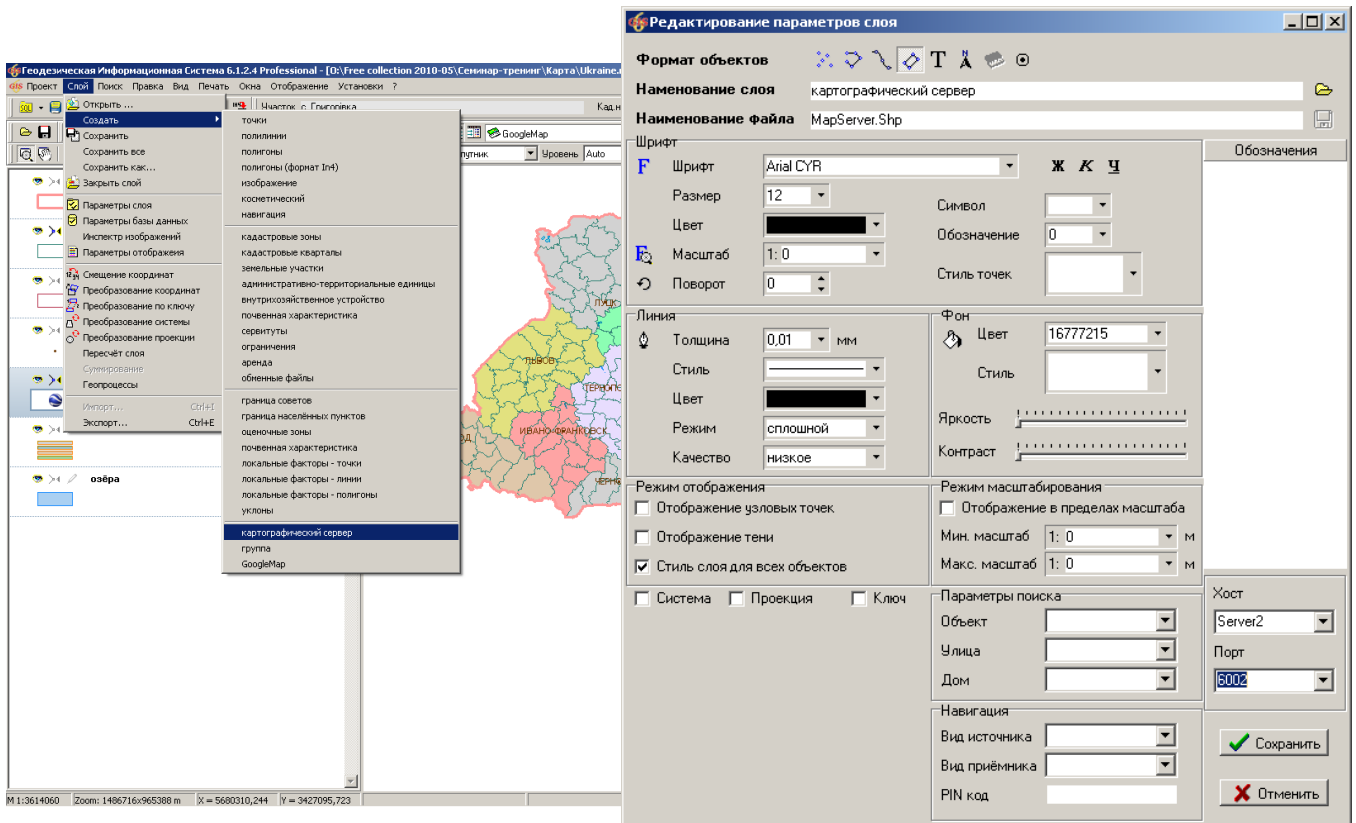 Геодезическая Информационная Система 6.1.2.4 Professional - [O:\Free collection 2010-05\Семинар-тренинг\Карта\Ukraine.
GIS Проект Слой Поиск Правка Вид Печать Окна Отображение Установки ?
SQL
Участок с. Григорівка
Кад.н
GoogleMap
путник
Уровень Auto
Открыть ...
Создать
Сохранить
Сохранить все
Сохранить как...
Закрыть слой
Параметры слоя
Параметры базы данных
Инспектор изображений
Параметры отображеия
Смещение координат
Преобразование координат
Преобразование по ключу
Преобразование системы
Преобразование проекции
Пересчёт слоя
Суммирование
Геопроцессы
Импорт... Ctrl+I
Экспорт... Ctrl+E
точки
полилинии
полигоны
полигоны (формат In4)
изображение
косметический
навигация
кадастровые зоны
кадастровые кварталы
земельные участки
административно-территориальные единицы
внутрихозяйственное устройство
почвенная характеристика
сервитуты
ограничения
аренда
обменные файлы
граница советов
граница населённых пунктов
оценочные зоны
почвенная характеристика
локальные факторы - точки
локальные факторы - линии
локальные факторы - полигоны
уклоны
картографический сервер
группа
GoogleMap
озёра
ЛУЦК
ЛЬВОВ
ТЕРНОПО
ИВАНО-ФРАНКОВСК
ОД
ЧЕРНО
M 1:3614060
Zoom: 1486716x965388 m
X = 5680310,244
Y = 3427095,723
Редактирование параметров слоя
Формат объектов
T
N
Наменование слоя
картографический сервер
Наименование файла
MapServer.Shp
Шрифт
Обозначения
F Шрифт
Arial CYR
Ж К Ч
Размер
12
Символ
Цвет
Обозначение
0
Масштаб
1: 0
Стиль точек
Поворот
0
Линия
Фон
Толщина
0,01
мм
Цвет
16777215
Стиль
Стиль
Цвет
Яркость
Режим
сплошной
Контраст
Качество
низкое
Режим отображения
Режим масштабирования
Отображение узловых точек
Отображение в пределах масштаба
Отображение тени
Мин. масштаб 1: 0 м
Стиль слоя для всех объектов
Макс. масштаб 1: 0 м
Система
Проекция
Ключ
Параметры поиска
Хост
Объект
Server2
Улица
Порт
Дом
6002
Навигация
Вид источника
Сохранить
Вид приёмника
PIN код
Отменить